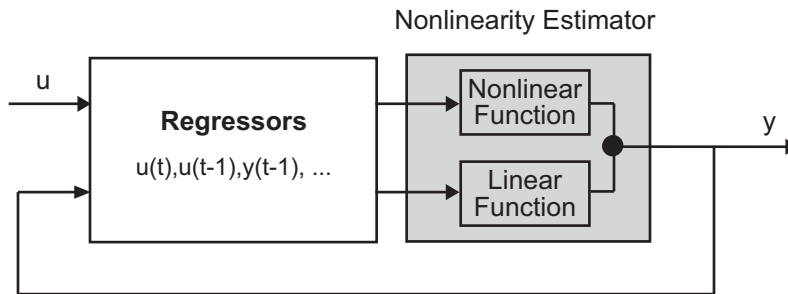 Nonlinearity Estimator
u
Regressors
u(t),u(t-1),y(t-1), ...
Nonlinear
Function
Linear
Function
y